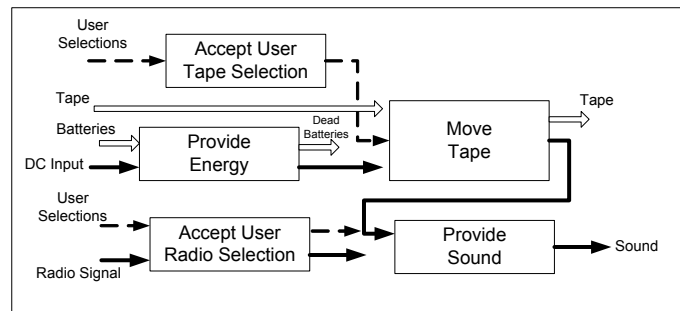 User
Selections
Accept User
Tape Selection
Tape
Dead
Batteries
Tape
Batteries
Provide
Energy
Move
Tape
DC Input
User
Selections
Accept User
Radio Selection
Provide
Sound
Sound
Radio Signal